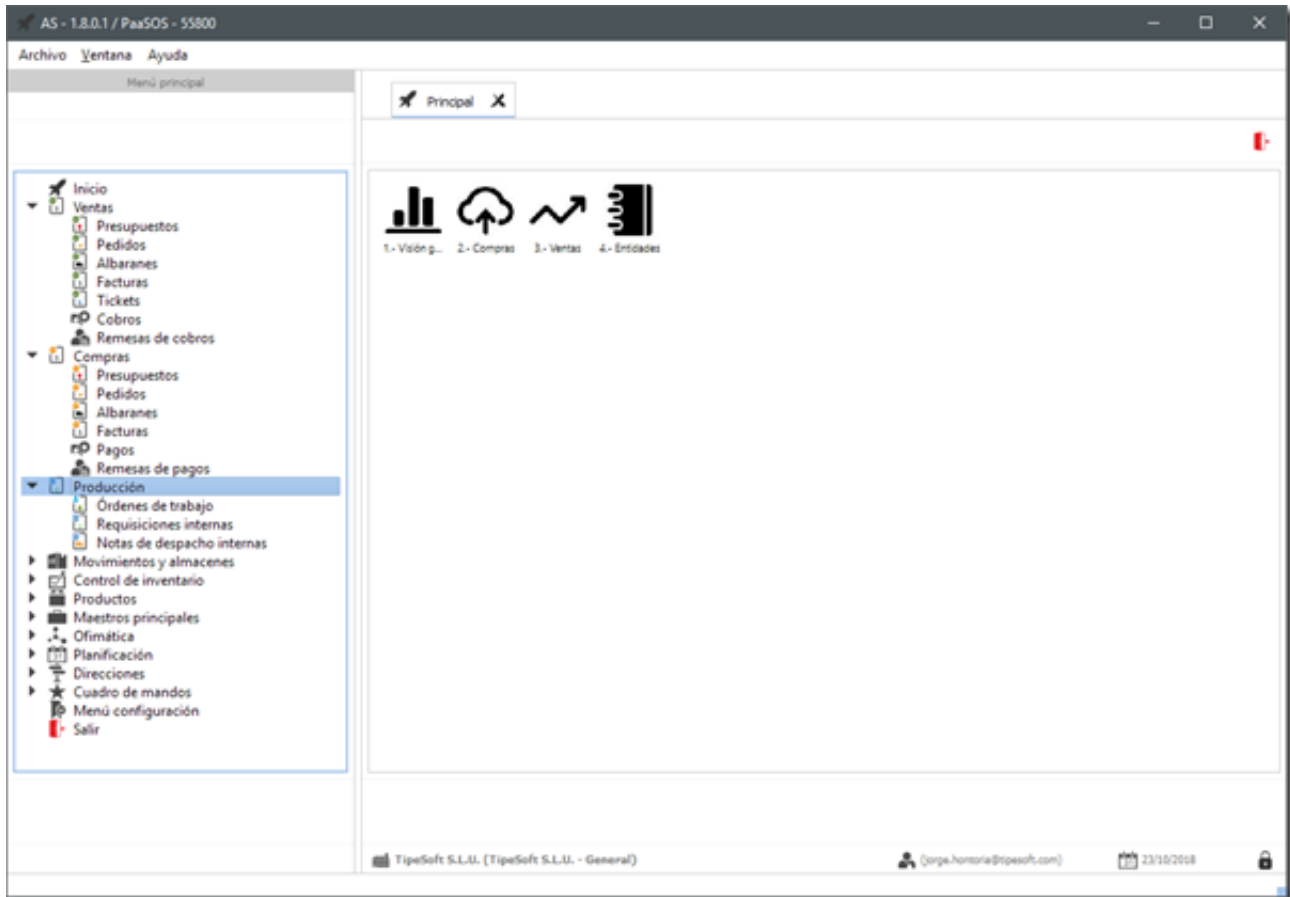 AS - 1.8.0.1 / PaaSOS - 55800
Archivo Ventana Ayuda
Menú principal
Principal
Inicio
Ventas
Presupuestos
Pedidos
Albaranes
Facturas
Tickets
Cobros
Remesas de cobros
Compras
Presupuestos
Pedidos
Albaranes
Facturas
Pagos
Remesas de pagos
Producción
Órdenes de trabajo
Requisiciones internas
Notas de despacho internas
Movimientos y almacenes
Control de inventario
Productos
Maestros principales
Ofimática
Planificación
Direcciones
Cuadro de mandos
Menú configuración
Salir
1.- Visión g... 2.- Compras 3.- Ventas 4.- Entidades
TipeSoft S.L.U. (TipeSoft S.L.U. - General) (jorge.hontoria@tipesoft.com) 23/10/2018